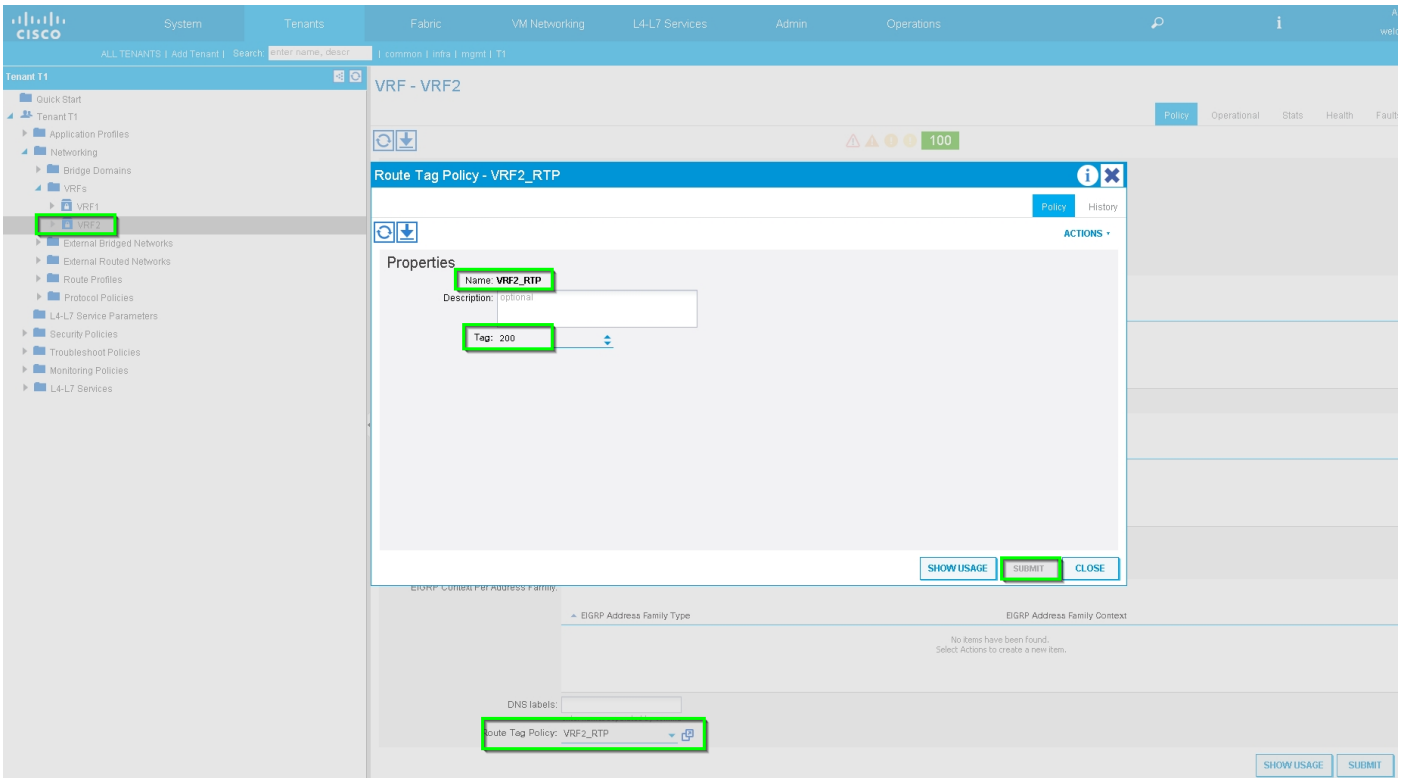 CISCO
System Tenants Fabric VM Networking L4-L7 Services Admin Operations i
welc
ALL TENANTS | Add Tenant | Search: enter name, descr | common | infra | mgmt | T1
Tenant T1
Quick Start
Tenant T1
Application Profiles
Networking
Bridge Domains
VRFs
VRF1
VRF2
External Bridged Networks
External Routed Networks
Route Profiles
Protocol Policies
L4-L7 Service Parameters
Security Policies
Troubleshoot Policies
Monitoring Policies
L4-L7 Services
VRF - VRF2
Policy Operational Stats Health Fault
100
Route Tag Policy - VRF2_RTP
i
Policy History
ACTIONS
Properties
Name: VRF2_RTP
Description: optional
Tag: 200
SHOW USAGE SUBMIT CLOSE
EIGRP Context Per Address Family:
EIGRP Address Family Type EIGRP Address Family Context
No items have been found.
Select Actions to create a new item.
DNS labels:
Route Tag Policy: VRF2_RTP
SHOW USAGE SUBMIT